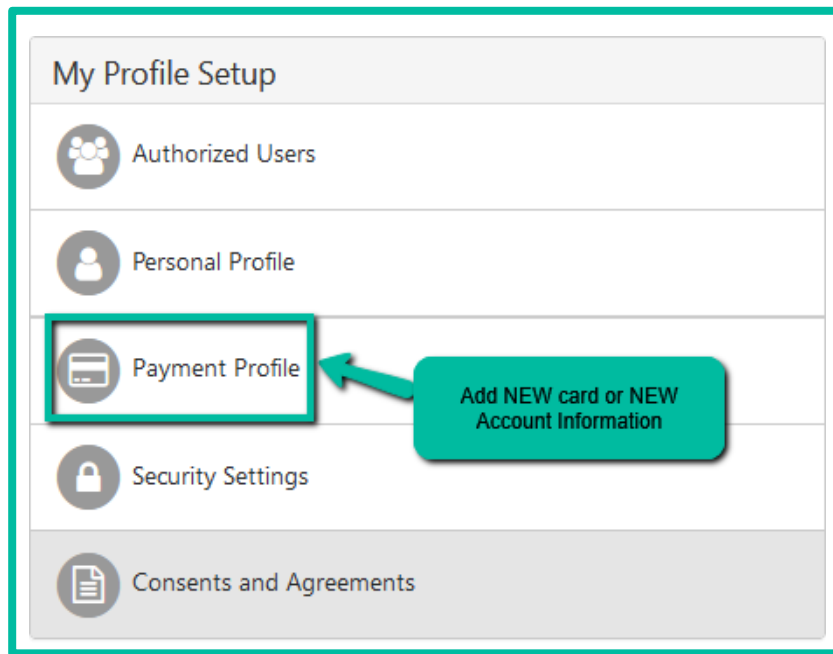 My Profile Setup
Authorized Users
Personal Profile
Payment Profile
Add NEW card or NEW
Account Information
Security Settings
Consents and Agreements